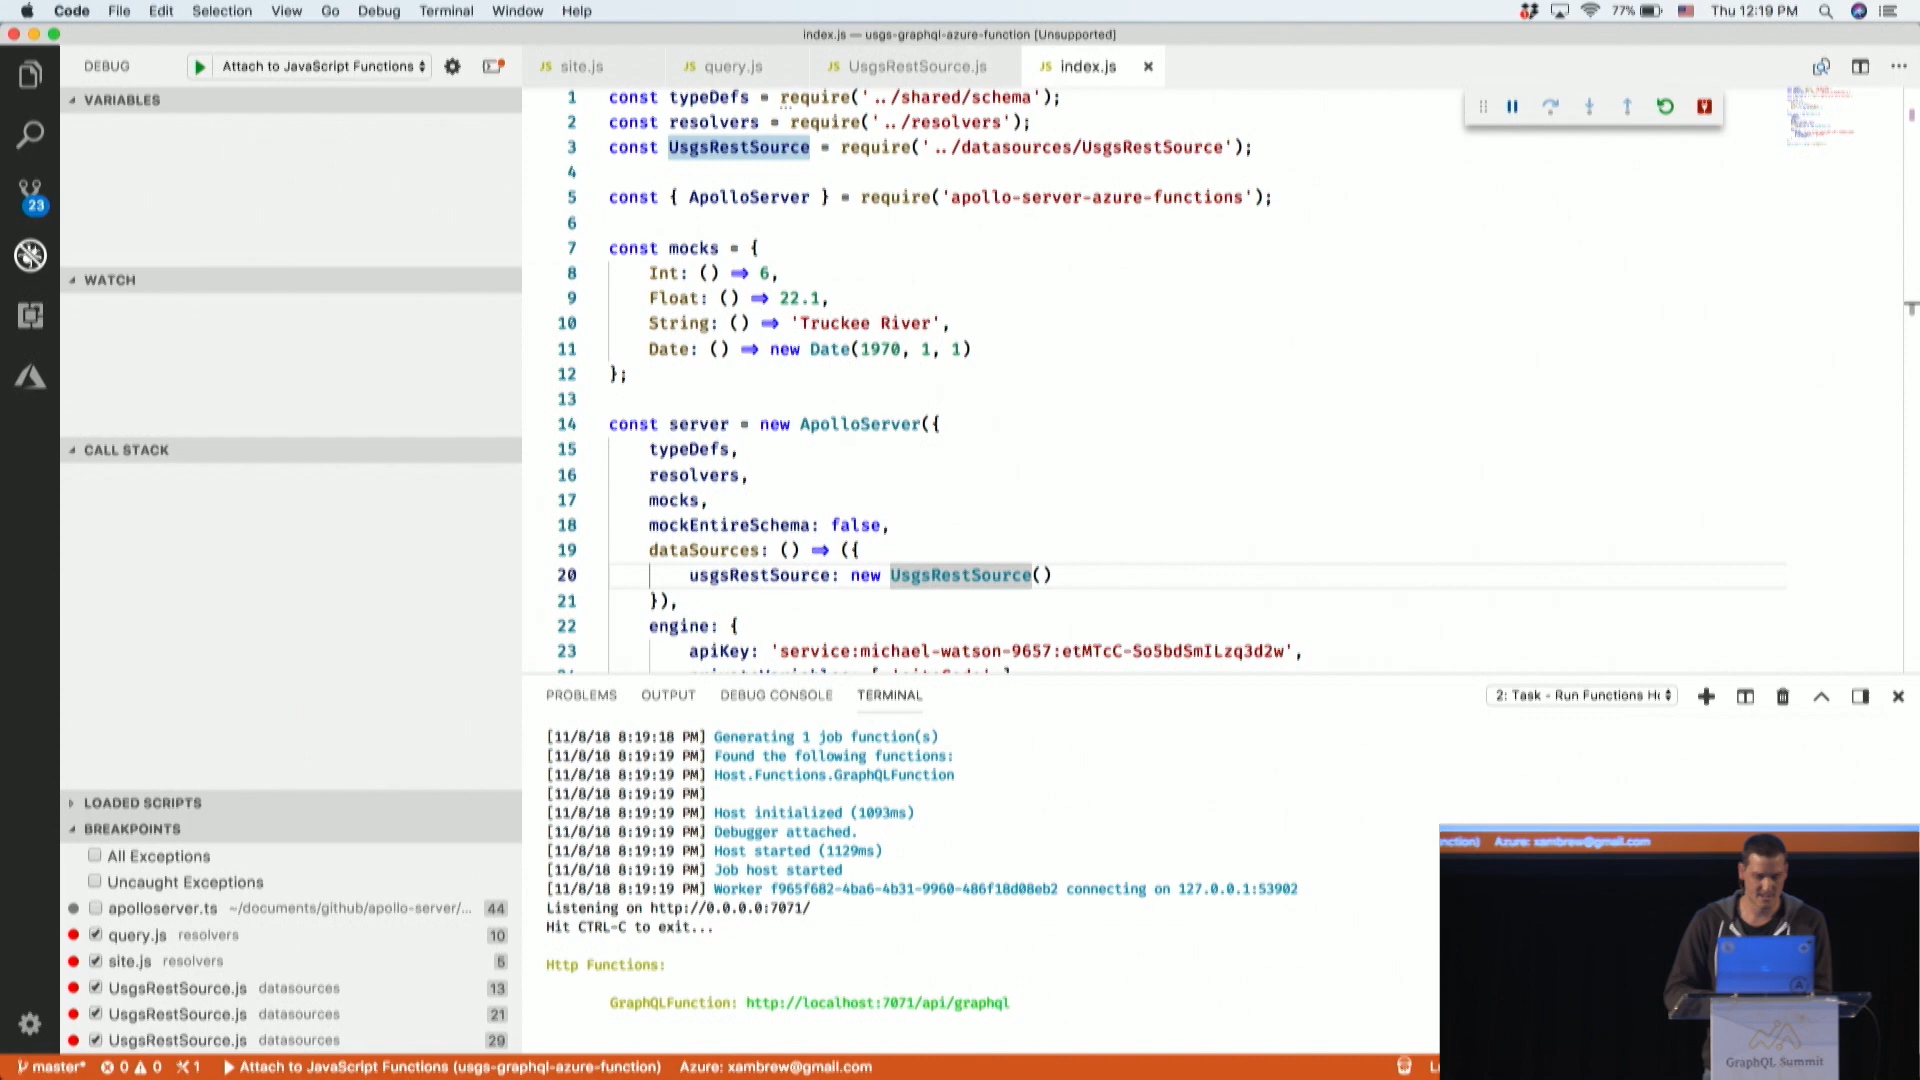 Code File Edit Selection View Go Debug Terminal Window Help 77% Thu 12:19 PM
index.js — usgs-graphql-azure-function [Unsupported]
DEBUG Attach to JavaScript Functions
JS site.js JS query.js JS UsgsRestSource.js JS index.js
VARIABLES
WATCH
CALL STACK
LOADED SCRIPTS
BREAKPOINTS
All Exceptions
Uncaught Exceptions
apolloserver.ts ~/documents/github/apollo-server/... 44
query.js resolvers 10
site.js resolvers 5
UsgsRestSource.js datasources 13
UsgsRestSource.js datasources 21
UsgsRestSource.js datasources 29
23
1 const typeDefs = require('../shared/schema');
2 const resolvers = require('../resolvers');
3 const UsgsRestSource = require('../datasources/UsgsRestSource');
4
5 const { ApolloServer } = require('apollo-server-azure-functions');
6
7 const mocks = {
8 Int: () => 6,
9 Float: () => 22.1,
10 String: () => 'Truckee River',
11 Date: () => new Date(1970, 1, 1)
12 };
13
14 const server = new ApolloServer({
15 typeDefs,
16 resolvers,
17 mocks,
18 mockEntireSchema: false,
19 dataSources: () => ({
20 usgsRestSource: new UsgsRestSource()
21 }),
22 engine: {
23 apiKey: 'service:michael-watson-9657:etMTcC-So5bdSmILzq3d2w',
PROBLEMS OUTPUT DEBUG CONSOLE TERMINAL 2: Task - Run Functions Ho
[11/8/18 8:19:18 PM] Generating 1 job function(s)
[11/8/18 8:19:19 PM] Found the following functions:
[11/8/18 8:19:19 PM] Host.Functions.GraphQLFunction
[11/8/18 8:19:19 PM]
[11/8/18 8:19:19 PM] Host initialized (1093ms)
[11/8/18 8:19:19 PM] Debugger attached.
[11/8/18 8:19:19 PM] Host started (1129ms)
[11/8/18 8:19:19 PM] Job host started
[11/8/18 8:19:19 PM] Worker f965f682-4ba6-4b31-9960-486f18d08eb2 connecting on 127.0.0.1:53902
Listening on http://0.0.0.0:7071/
Hit CTRL-C to exit...
Http Functions:
GraphQLFunction: http://localhost:7071/api/graphql
nction) Azure: xambrew@gmail.com
GraphQL Summit
master* 0 0 1 Attach to JavaScript Functions (usgs-graphql-azure-function) Azure: xambrew@gmail.com